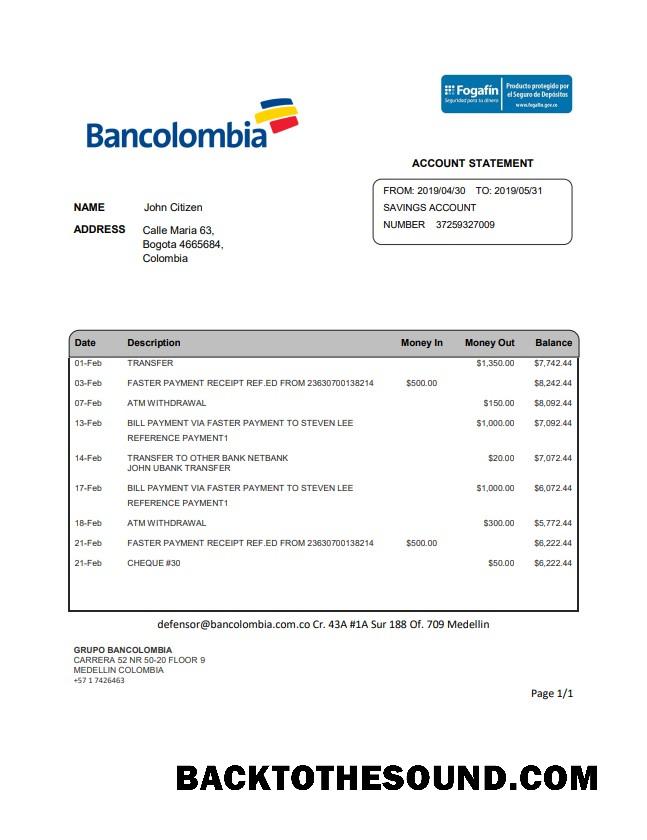 Fogafín
Seguridad para tu dinero
Producto protegido por
el Seguro de Depósitos
www.fogafin.gov.co
Bancolombia
ACCOUNT STATEMENT
FROM: 2019/04/30 TO: 2019/05/31
SAVINGS ACCOUNT
NUMBER 37259327009
NAME John Citizen
ADDRESS Calle Maria 63,
Bogota 4665684,
Colombia
Date Description Money In Money Out Balance
01-Feb TRANSFER $1,350.00 $7,742.44
03-Feb FASTER PAYMENT RECEIPT REF.ED FROM 23630700138214 $500.00 $8,242.44
07-Feb ATM WITHDRAWAL $150.00 $8,092.44
13-Feb BILL PAYMENT VIA FASTER PAYMENT TO STEVEN LEE $1,000.00 $7,092.44
REFERENCE PAYMENT1
14-Feb TRANSFER TO OTHER BANK NETBANK $20.00 $7,072.44
JOHN UBANK TRANSFER
17-Feb BILL PAYMENT VIA FASTER PAYMENT TO STEVEN LEE $1,000.00 $6,072.44
REFERENCE PAYMENT1
18-Feb ATM WITHDRAWAL $300.00 $5,772.44
21-Feb FASTER PAYMENT RECEIPT REF.ED FROM 23630700138214 $500.00 $6,222.44
21-Feb CHEQUE #30 $50.00 $6,222.44
defensor@bancolombia.com.co Cr. 43A #1A Sur 188 Of. 709 Medellin
GRUPO BANCOLOMBIA
CARRERA 52 NR 50-20 FLOOR 9
MEDELLIN COLOMBIA
+57 1 7426463
Page 1/1
BACKTOTHESOUND.COM